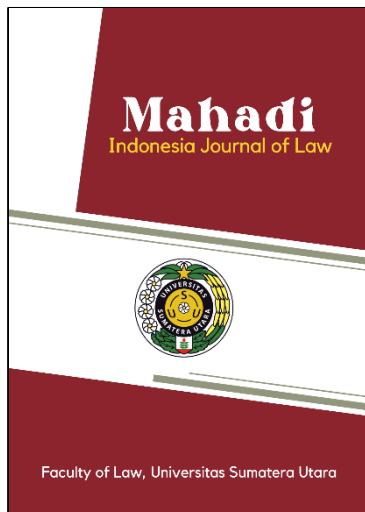 Mahadi
Indonesia Journal of Law
UNIVERSITAS
S
U U
SUMATERA UTARA
Faculty of Law, Universitas Sumatera Utara